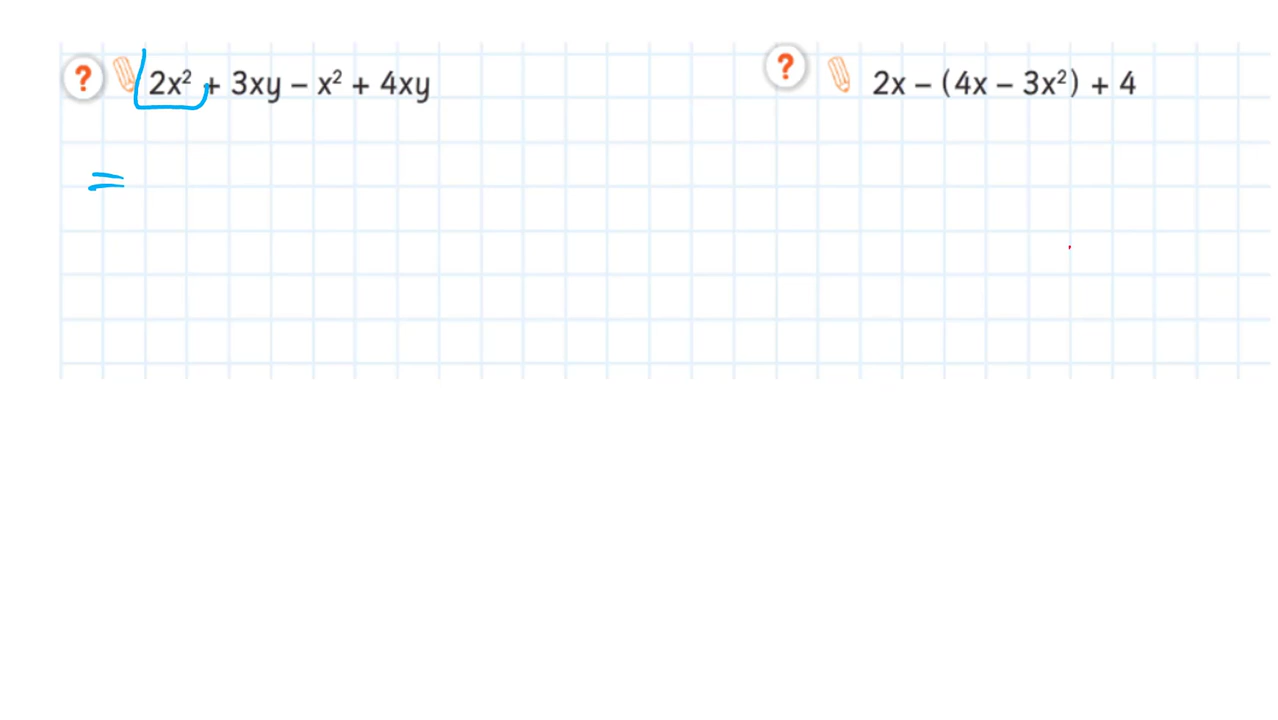 ? 2x² + 3xy − x² + 4xy
=
? 2x − (4x − 3x²) + 4